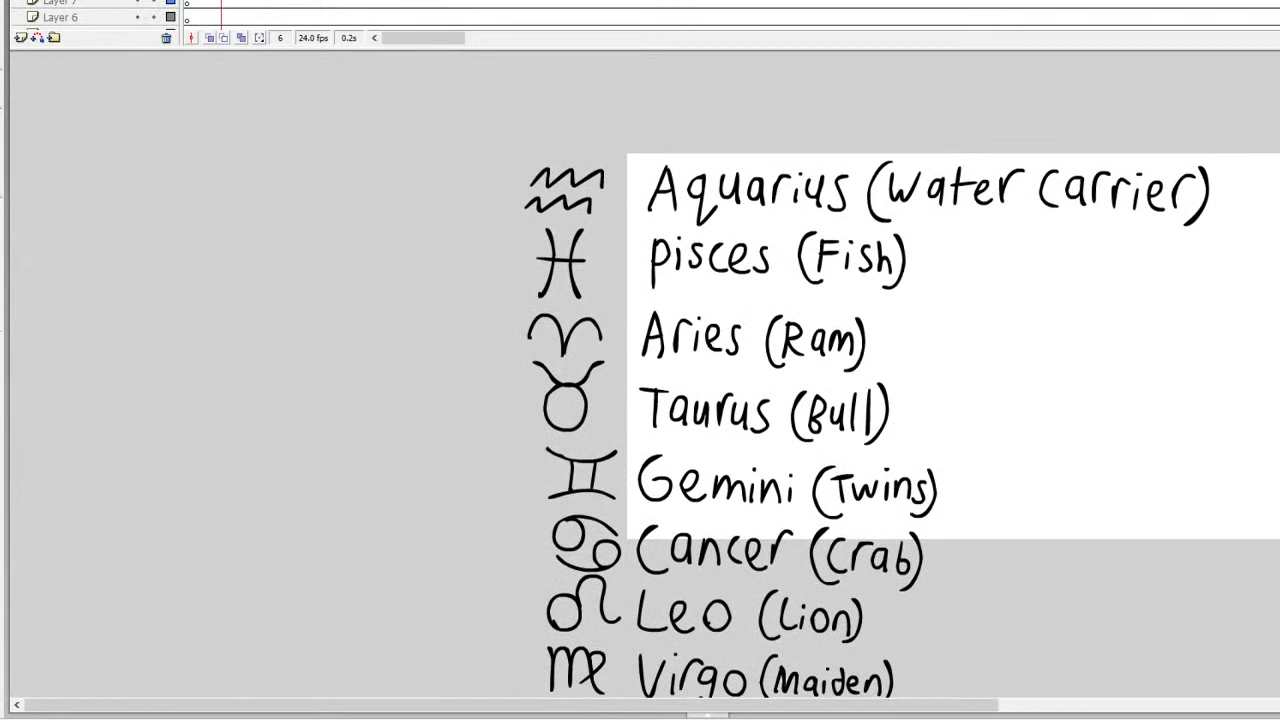 Layer 7
Layer 6
6 24.0 fps 0.2s
♒ Aquarius (Water Carrier)
♓ Pisces (Fish)
♈ Aries (Ram)
♉ Taurus (Bull)
♊ Gemini (Twins)
♋ Cancer (Crab)
♌ Leo (Lion)
♍ Virgo (Maiden)